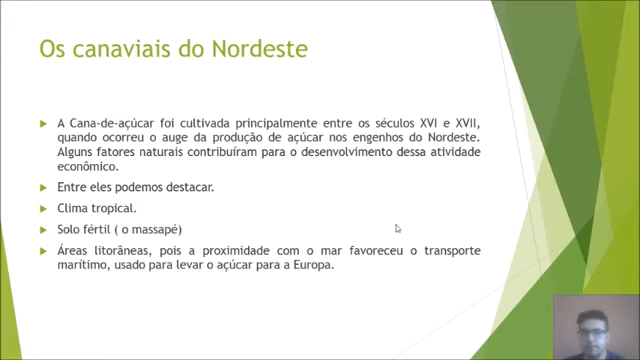 Os canaviais do Nordeste
A Cana-de-açúcar foi cultivada principalmente entre os séculos XVI e XVII,
quando ocorreu o auge da produção de açúcar nos engenhos do Nordeste.
Alguns fatores naturais contribuíram para o desenvolvimento dessa atividade
econômico.
Entre eles podemos destacar.
Clima tropical.
Solo fértil ( o massapé)
Áreas litorâneas, pois a proximidade com o mar favoreceu o transporte
marítimo, usado para levar o açúcar para a Europa.